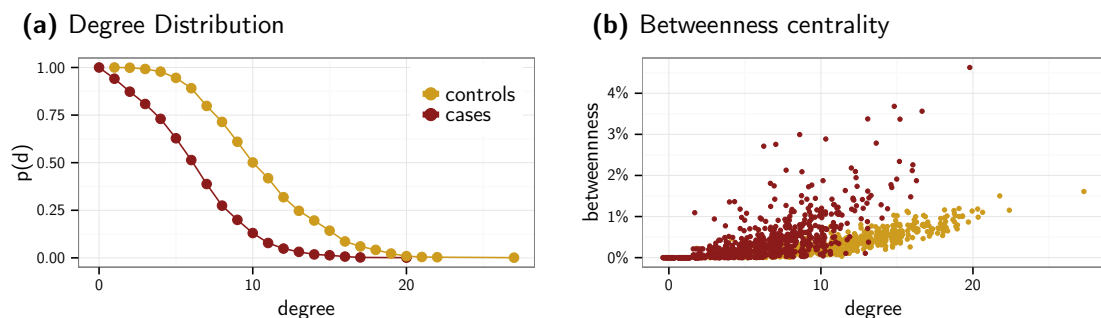 (a) Degree Distribution
1.00
0.75
0.50
0.25
0.00
p(d)
controls
cases
0
10
20
degree
(b) Betweenness centrality
4%
3%
2%
1%
0%
betweennness
0
10
20
degree